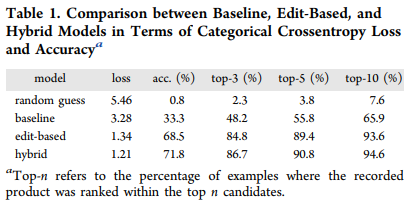 Table 1. Comparison between Baseline, Edit-Based, and
Hybrid Models in Terms of Categorical Crossentropy Loss
and Accuracy^a
model loss acc. (%) top-3 (%) top-5 (%) top-10 (%)
random guess 5.46 0.8 2.3 3.8 7.6
baseline 3.28 33.3 48.2 55.8 65.9
edit-based 1.34 68.5 84.8 89.4 93.6
hybrid 1.21 71.8 86.7 90.8 94.6
^aTop-n refers to the percentage of examples where the recorded
product was ranked within the top n candidates.